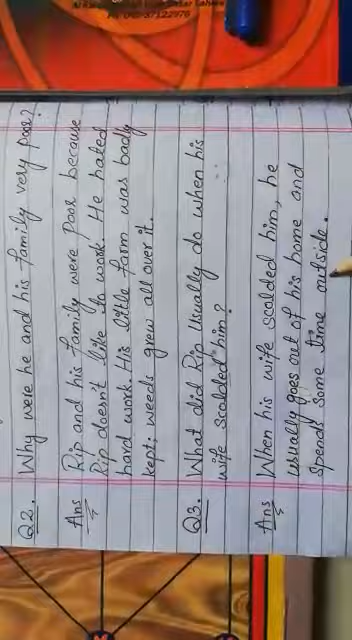 Q2. Why were he and his family very poor?
Ans Rip and his family were poor because
Rip doesn't like to work. He hated
hard work. His little farm was badly
kept; weeds grew all over it.
Q3. What did Rip usually do when his
wife scolded him?
Ans When his wife scolded him, he
usually goes out of his home and
spends some time outside.